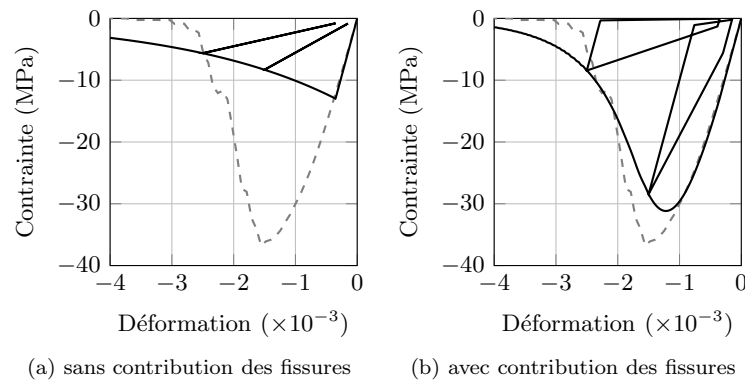 0
−10
−20
−30
−40
Contrainte (MPa)
−4 −3 −2 −1 0
Déformation (×10⁻³)
(a) sans contribution des fissures
0
−10
−20
−30
−40
Contrainte (MPa)
−4 −3 −2 −1 0
Déformation (×10⁻³)
(b) avec contribution des fissures